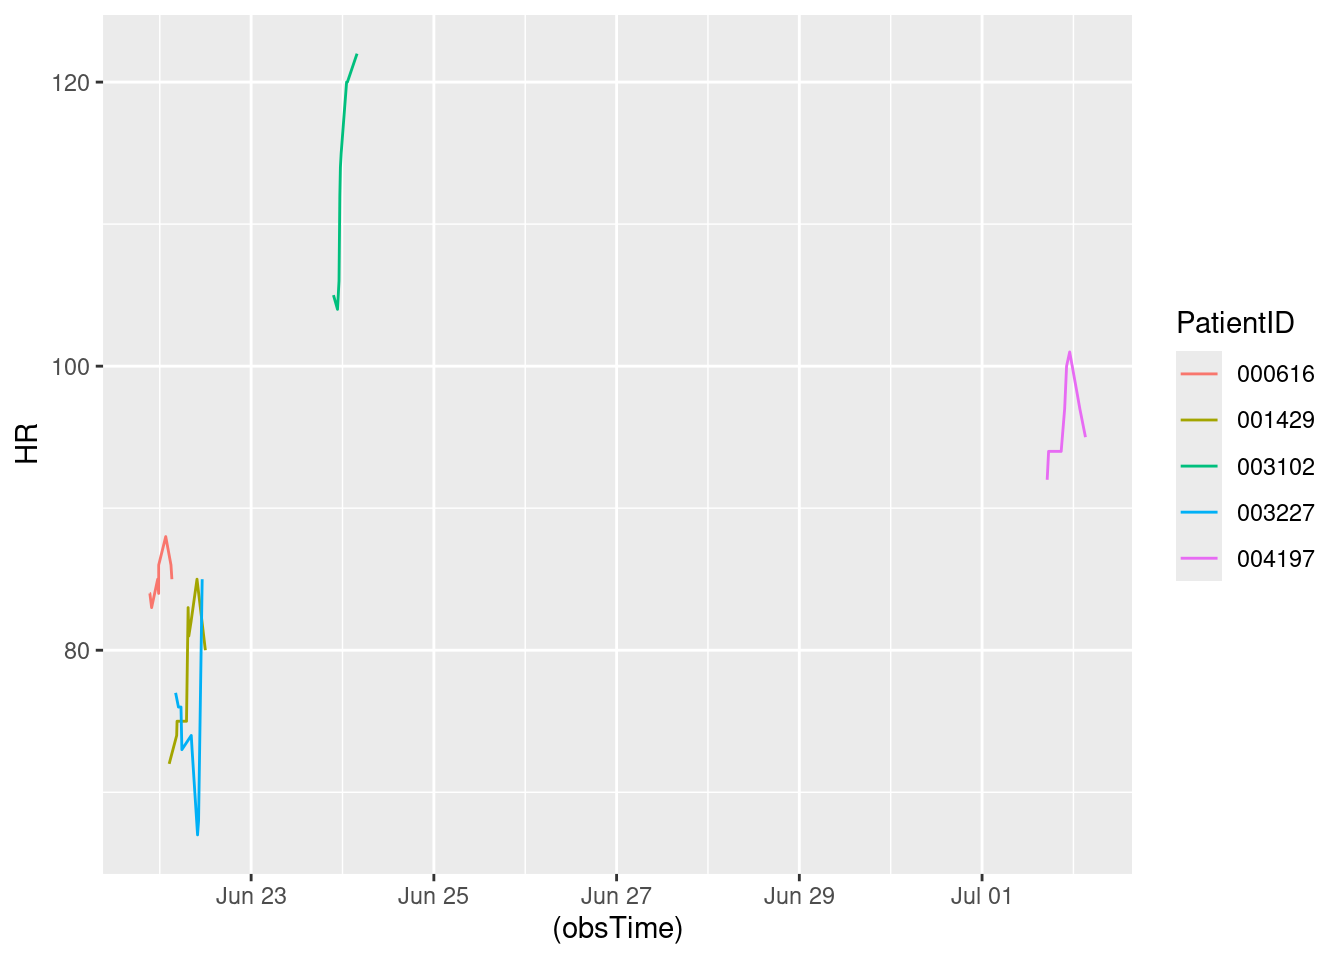 120
100
80
HR
Jun 23
Jun 25
Jun 27
Jun 29
Jul 01
(obsTime)
PatientID
000616
001429
003102
003227
004197